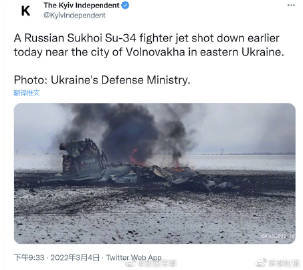 The Kyiv Independent
@KyivIndependent
A Russian Sukhoi Su-34 fighter jet shot down earlier
today near the city of Volnovakha in eastern Ukraine.
Photo: Ukraine's Defense Ministry.
翻译推文
下午9:33 · 2022年3月4日 · Twitter Web App